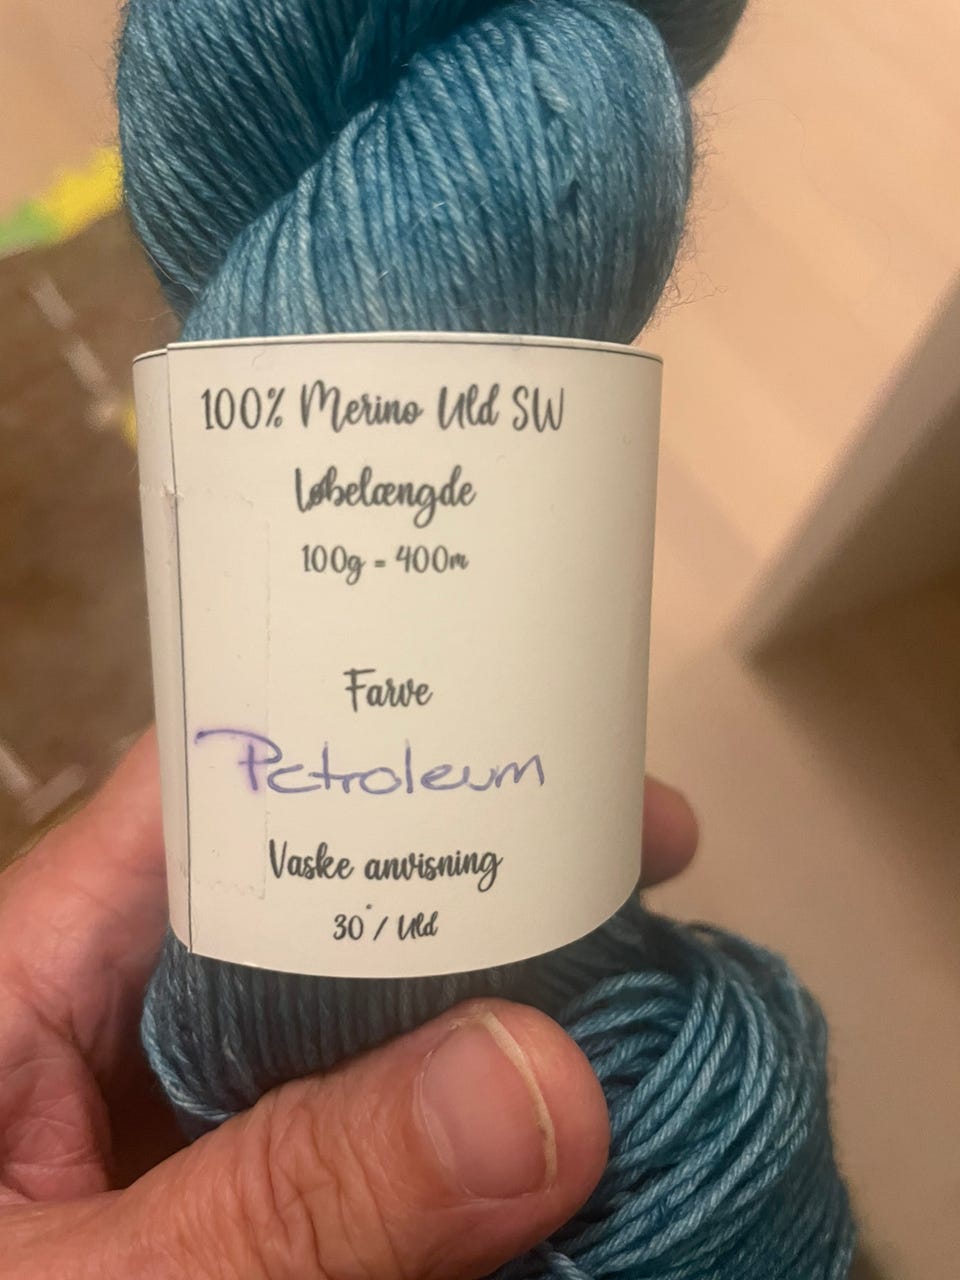 100% Merino Uld SW
Løbelængde
100g = 400m
Farve
Petroleum
Vaske anvisning
30° / Uld